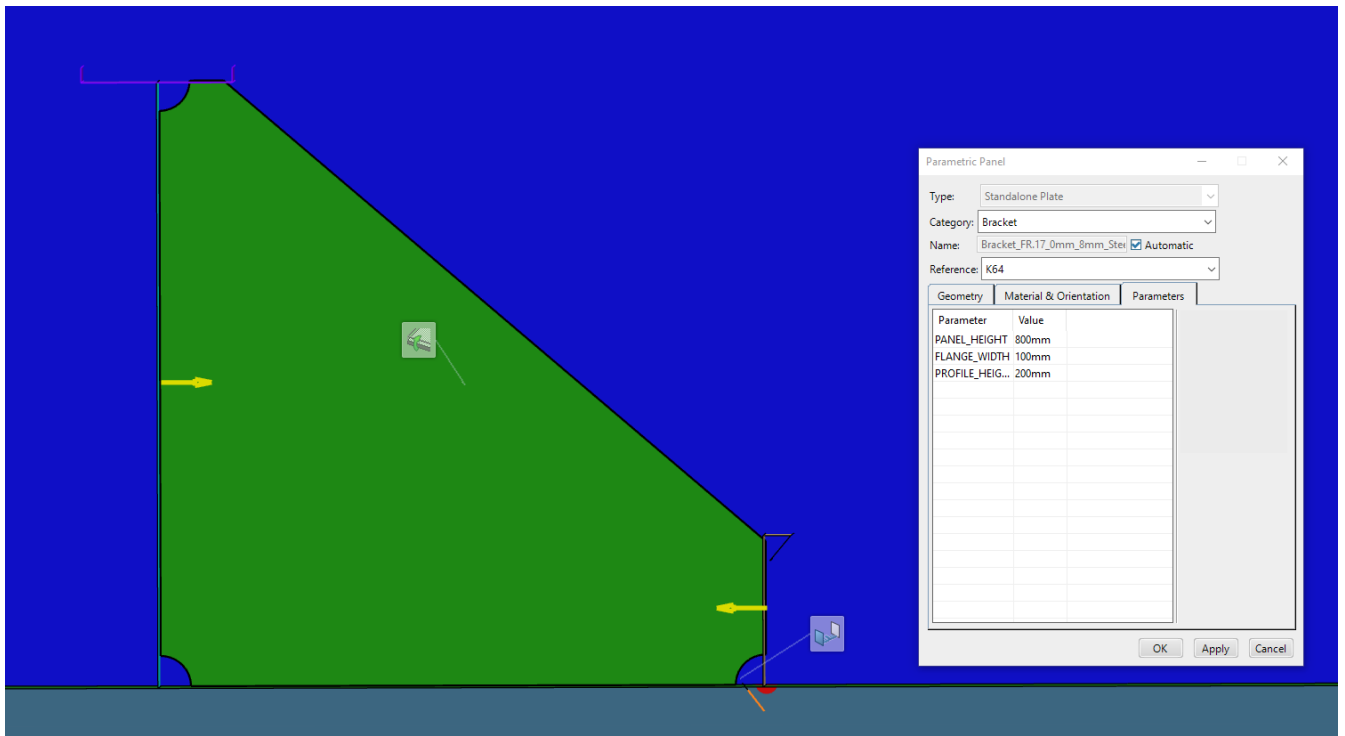 Parametric Panel
Type: Standalone Plate
Category: Bracket
Name: Bracket_FR.17_0mm_8mm_Stee Automatic
Reference: K64
Geometry Material & Orientation Parameters
Parameter Value
PANEL_HEIGHT 800mm
FLANGE_WIDTH 100mm
PROFILE_HEIG... 200mm
OK Apply Cancel